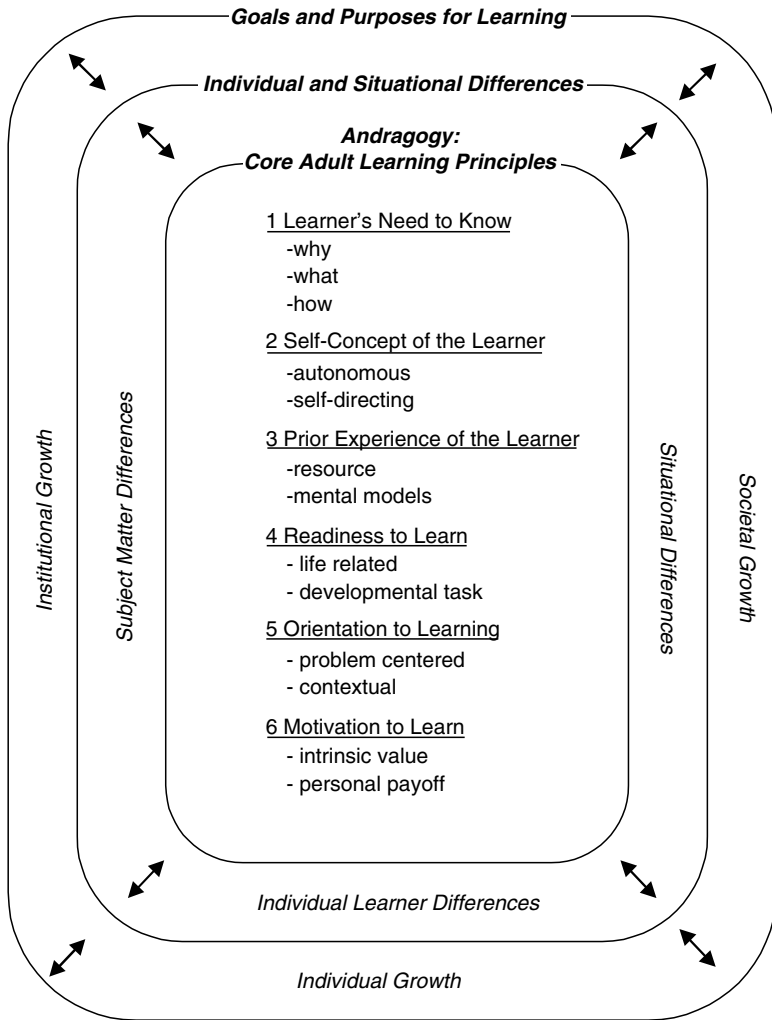 Goals and Purposes for Learning
Individual and Situational Differences
Andragogy:
Core Adult Learning Principles
1 Learner's Need to Know
-why
-what
-how
2 Self-Concept of the Learner
-autonomous
-self-directing
3 Prior Experience of the Learner
-resource
-mental models
4 Readiness to Learn
- life related
- developmental task
5 Orientation to Learning
- problem centered
- contextual
6 Motivation to Learn
- intrinsic value
- personal payoff
Institutional Growth
Subject Matter Differences
Situational Differences
Societal Growth
Individual Learner Differences
Individual Growth